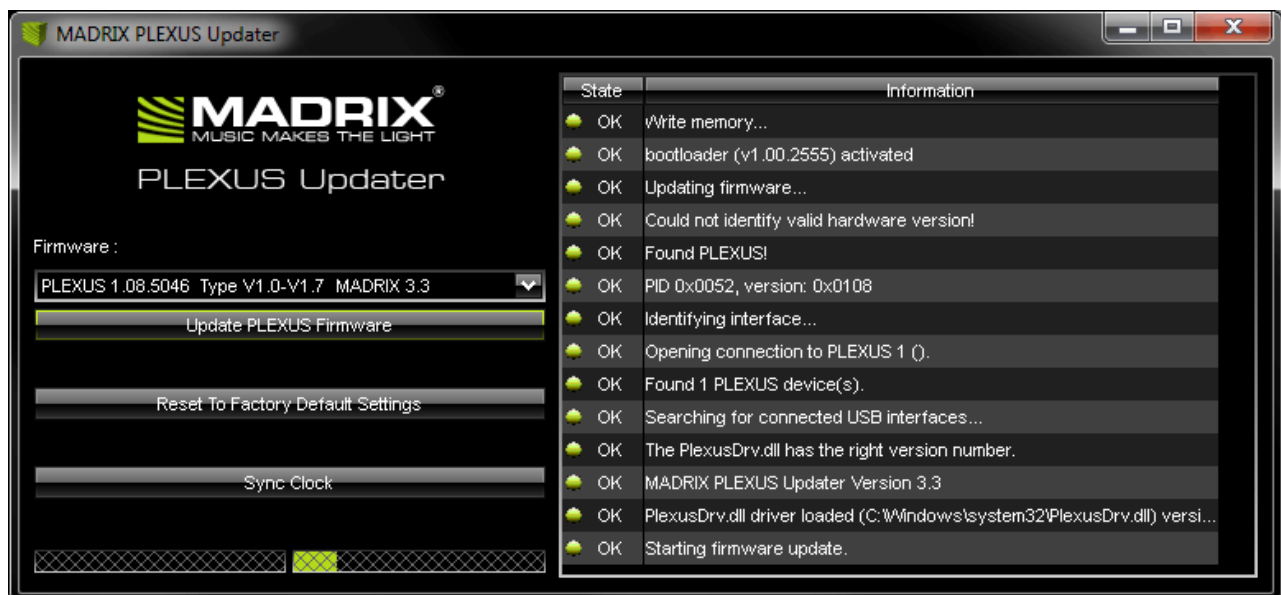 MADRIX PLEXUS Updater
MADRIX®
MUSIC MAKES THE LIGHT
PLEXUS Updater
Firmware :
PLEXUS 1.08.5046 Type V1.0-V1.7 MADRIX 3.3
Update PLEXUS Firmware
Reset To Factory Default Settings
Sync Clock
State Information
OK Write memory...
OK bootloader (v1.00.2555) activated
OK Updating firmware...
OK Could not identify valid hardware version!
OK Found PLEXUS!
OK PID 0x0052, version: 0x0108
OK Identifying interface...
OK Opening connection to PLEXUS 1 ().
OK Found 1 PLEXUS device(s).
OK Searching for connected USB interfaces...
OK The PlexusDrv.dll has the right version number.
OK MADRIX PLEXUS Updater Version 3.3
OK PlexusDrv.dll driver loaded (C:\Windows\system32\PlexusDrv.dll) versi...
OK Starting firmware update.